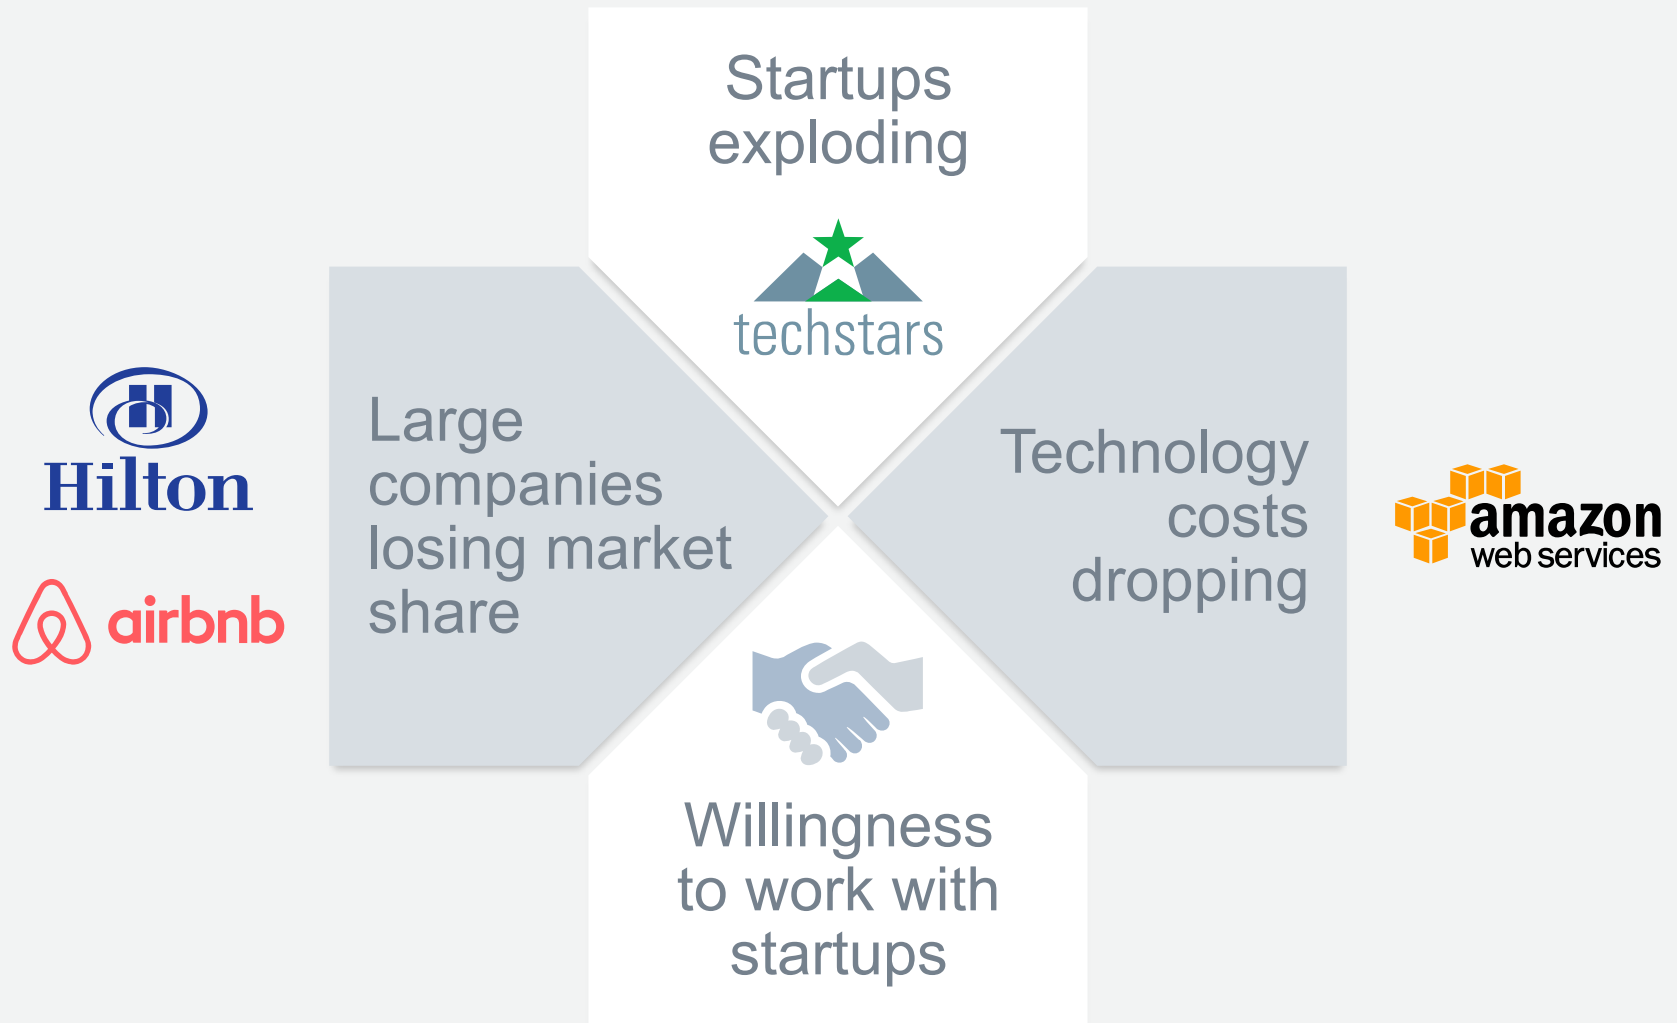 Startups
exploding
techstars
Hilton
airbnb
Large
companies
losing market
share
Technology
costs
dropping
amazon
web services
Willingness
to work with
startups